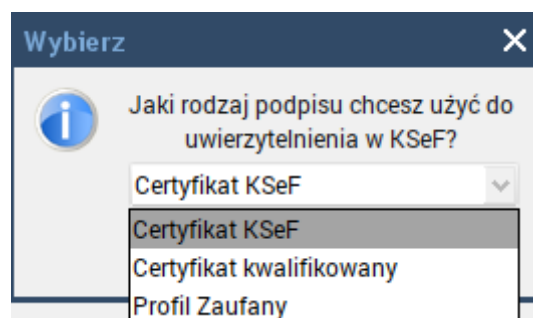 Wybierz
Jaki rodzaj podpisu chcesz użyć do
uwierzytelnienia w KSeF?
Certyfikat KSeF
Certyfikat KSeF
Certyfikat kwalifikowany
Profil Zaufany